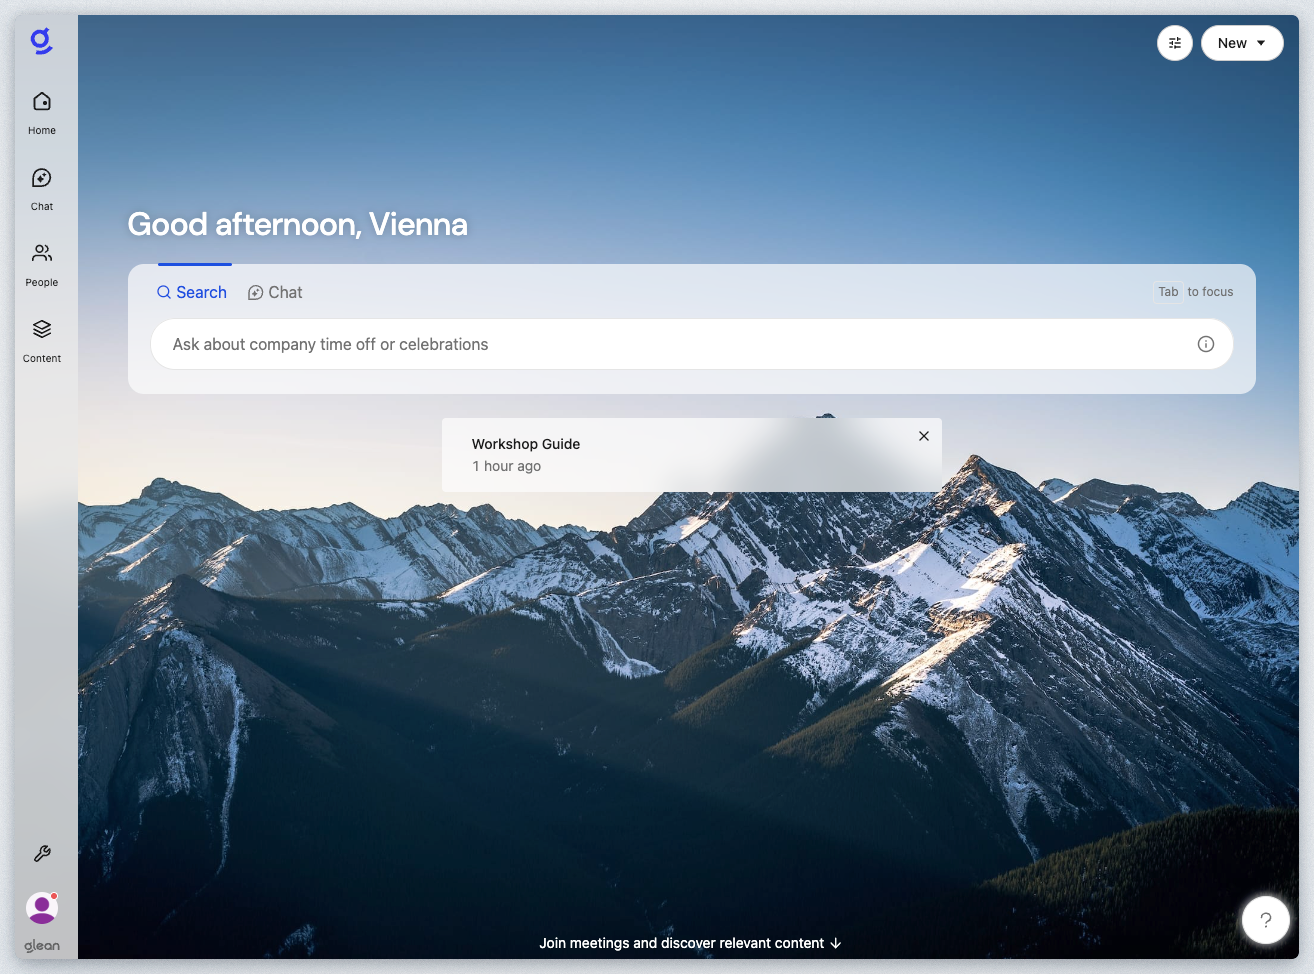 New
Home
Chat
People
Content
Good afternoon, Vienna
Search Chat
Tab to focus
Ask about company time off or celebrations
Workshop Guide
1 hour ago
glean
Join meetings and discover relevant content ↓
?